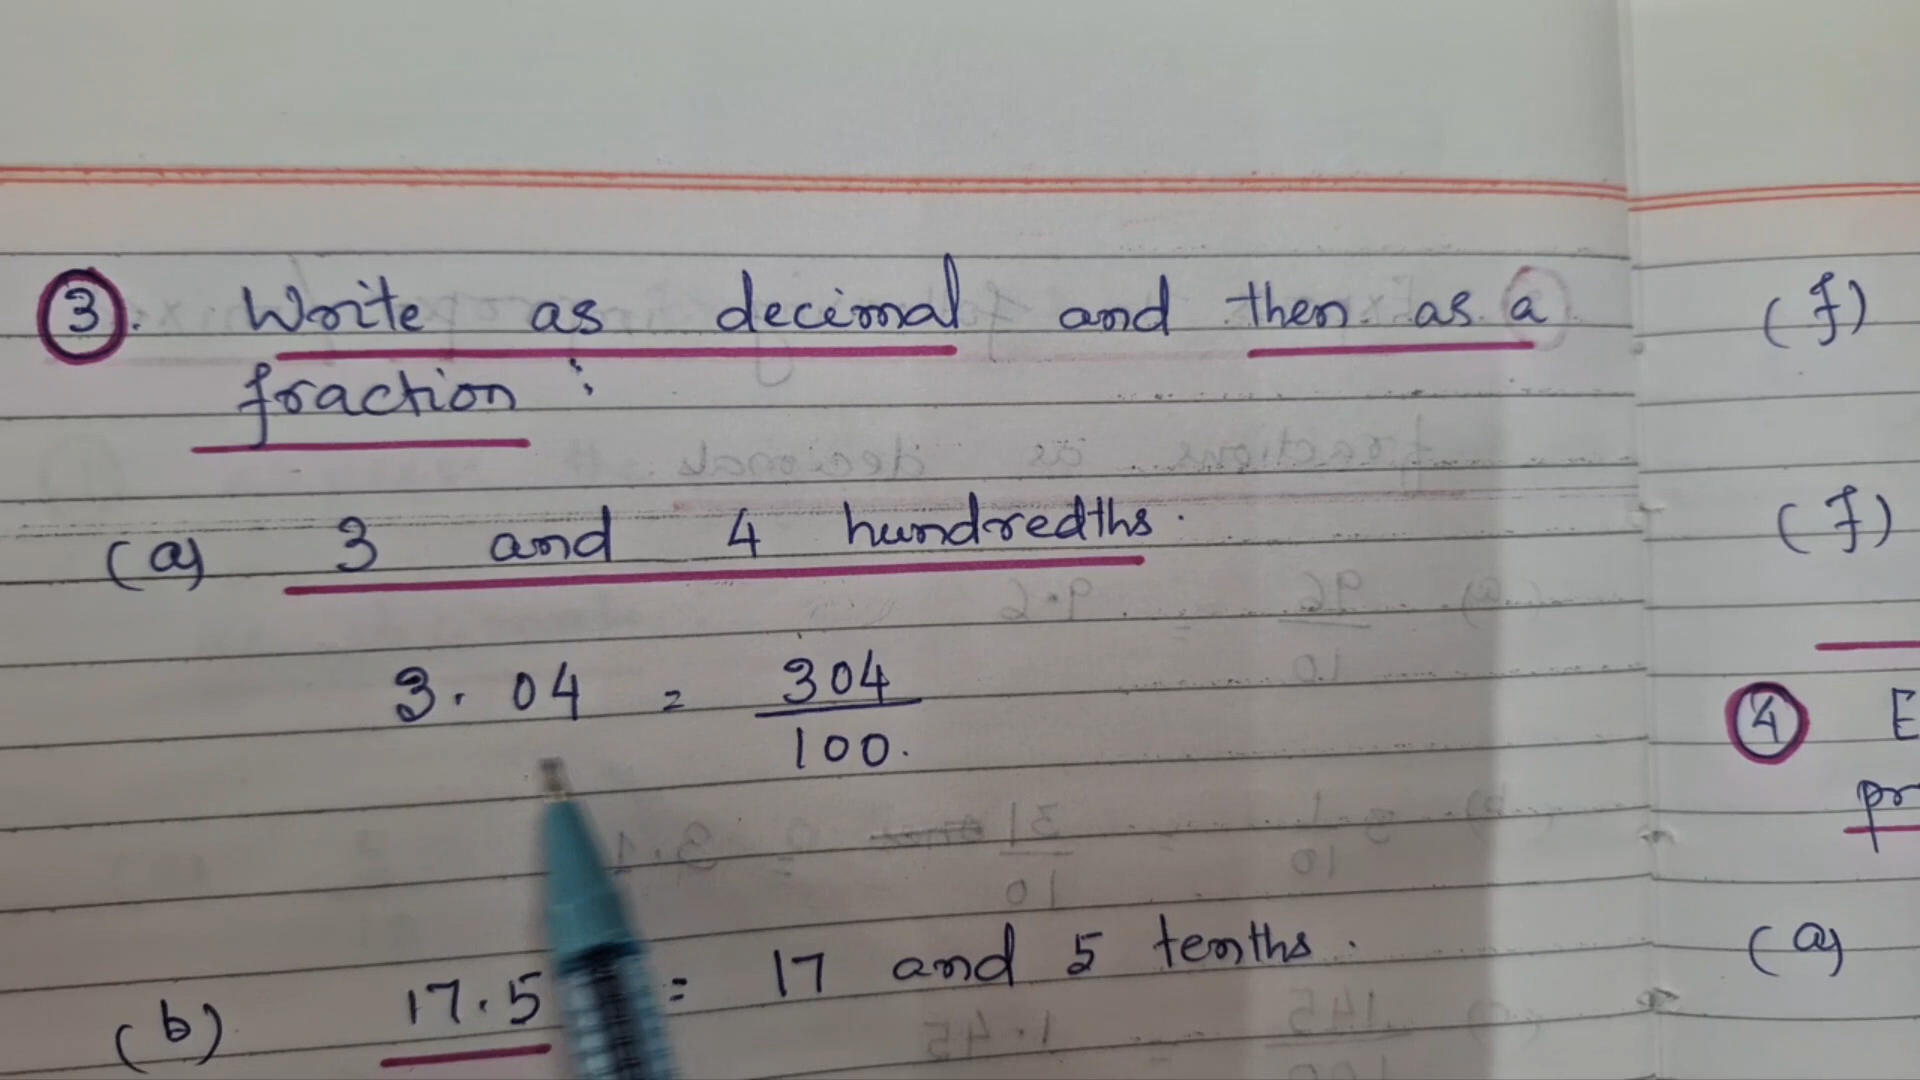 3. Write as decimal and then as a
fraction :
(a) 3 and 4 hundredths.
3.04 = 304/100.
(b) 17.5 = 17 and 5 tenths.
(f)
(f)
4 E
pr
(a)